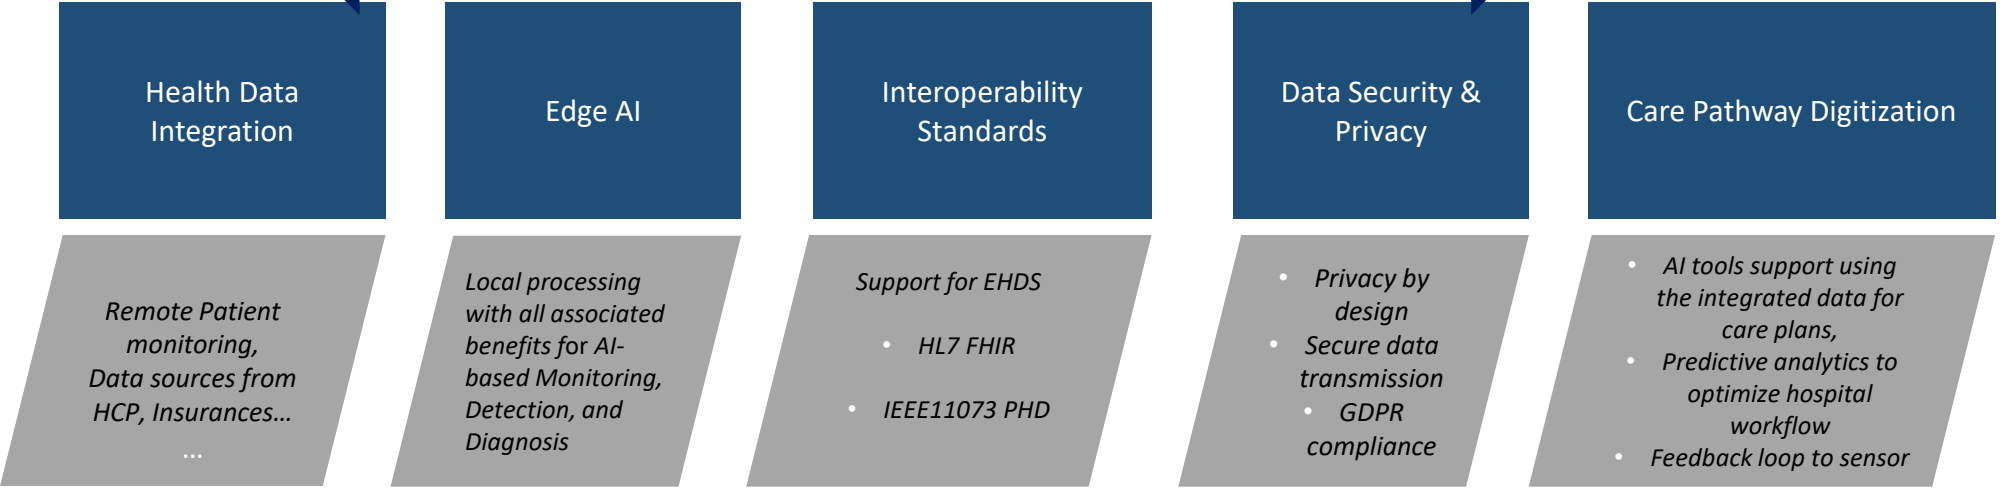 Health Data
Integration
Edge AI
Interoperability
Standards
Data Security &
Privacy
Care Pathway Digitization
Remote Patient
monitoring,
Data sources from
HCP, Insurances…
…
Local processing
with all associated
benefits for AI-
based Monitoring,
Detection, and
Diagnosis
Support for EHDS
• HL7 FHIR
• IEEE11073 PHD
• Privacy by
design
• Secure data
transmission
• GDPR
compliance
• AI tools support using
the integrated data for
care plans,
• Predictive analytics to
optimize hospital
workflow
• Feedback loop to sensor